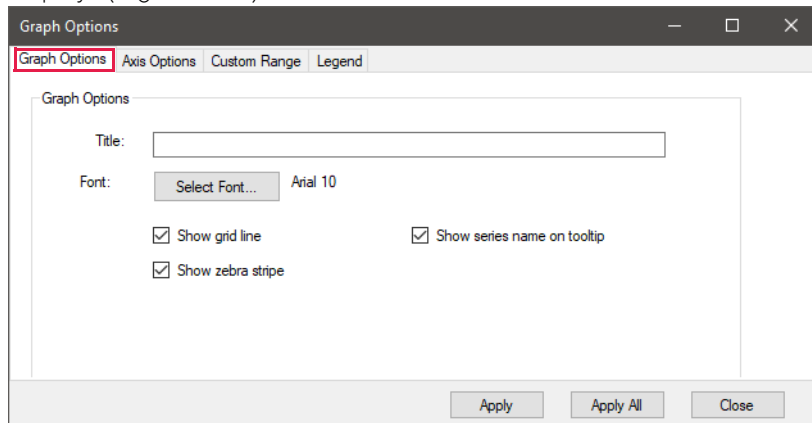 Graph Options
Graph Options Axis Options Custom Range Legend
Graph Options
Title:
Font: Select Font... Arial 10
Show grid line Show series name on tooltip
Show zebra stripe
Apply Apply All Close